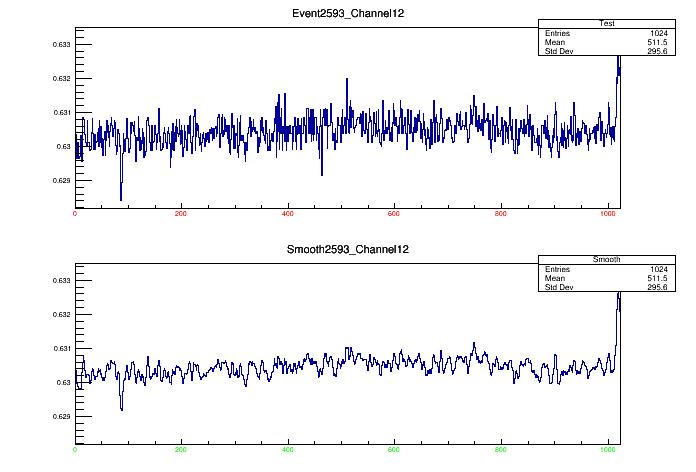 Event2593_Channel12
Test
Entries 1024
Mean 511.5
Std Dev 295.6
0.633
0.632
0.631
0.63
0.629
0 200 400 600 800 1000
Smooth2593_Channel12
Smooth
Entries 1024
Mean 511.5
Std Dev 295.6
0.633
0.632
0.631
0.63
0.629
0 200 400 600 800 1000